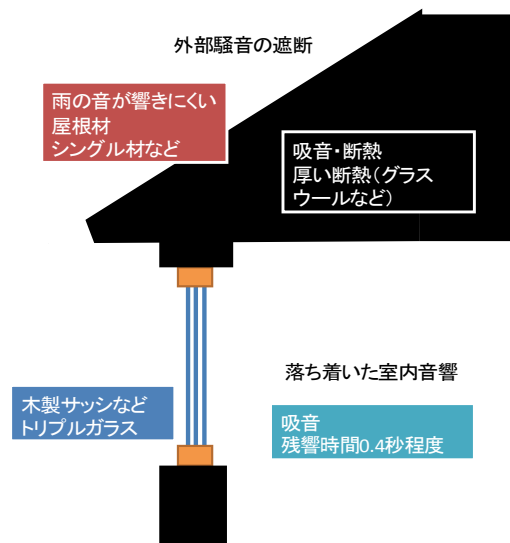 外部騒音の遮断
雨の音が響きにくい
屋根材
シングル材など
吸音・断熱
厚い断熱（グラス
ウールなど）
落ち着いた室内音響
木製サッシなど
トリプルガラス
吸音
残響時間0.4秒程度